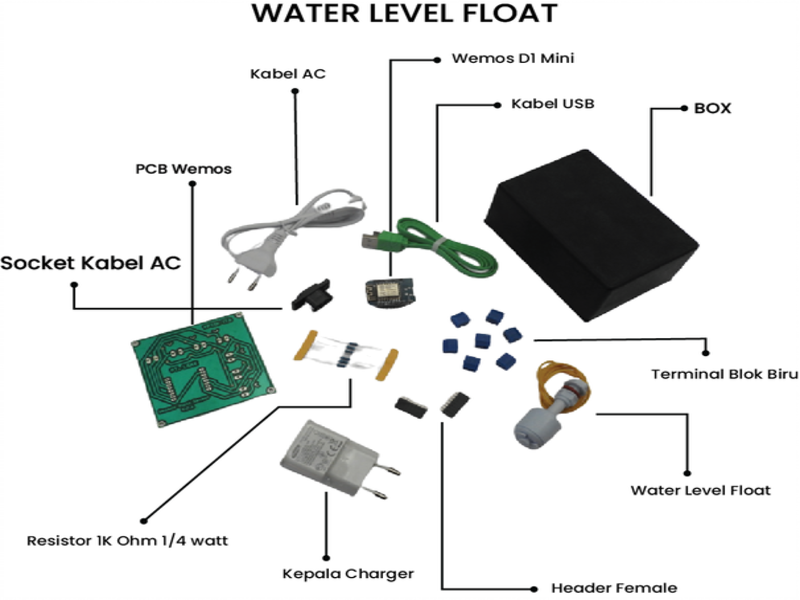 WATER LEVEL FLOAT
Wemos D1 Mini
Kabel AC
Kabel USB
BOX
PCB Wemos
Socket Kabel AC
Terminal Blok Biru
Water Level Float
Resistor 1K Ohm 1/4 watt
Kepala Charger
Header Female